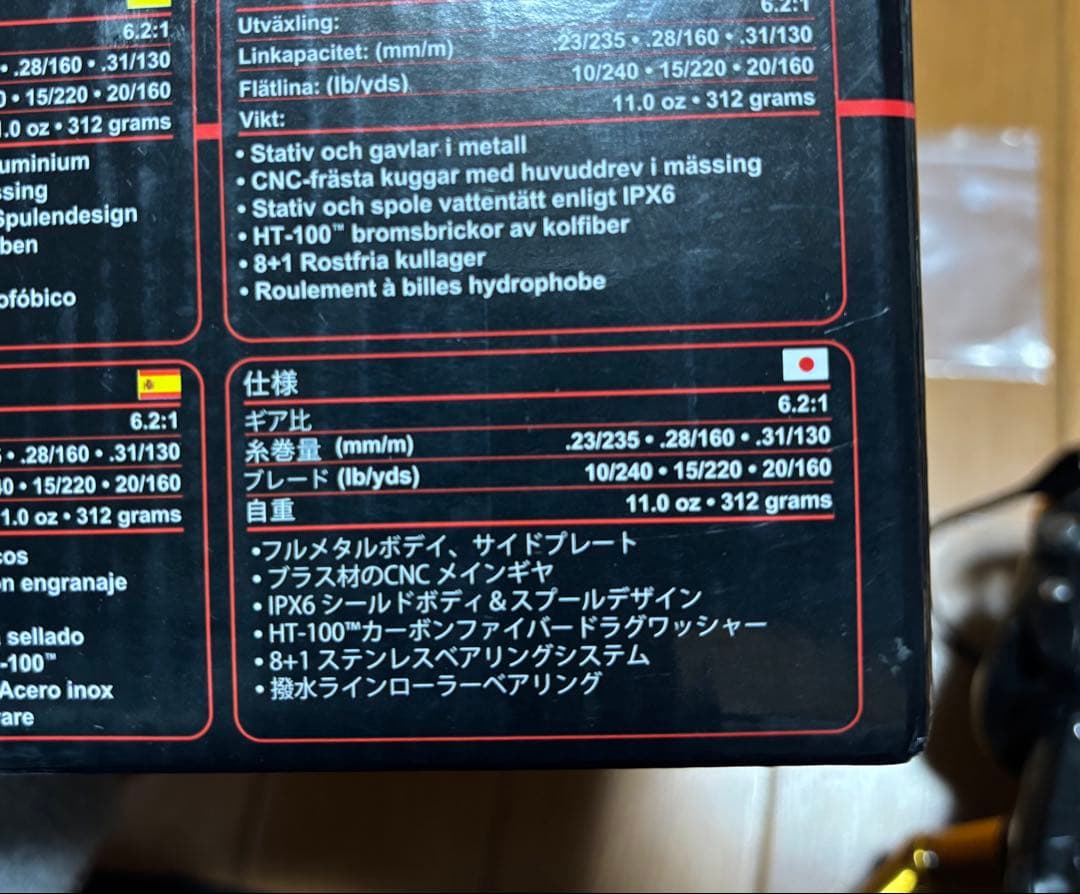 6.2:1
.28/160 • .31/130
15/220 • 20/160
.0 oz • 312 grams
uminium
ssing
Spulendesign
ben
ofóbico
6.2:1
Utväxling:
Linkapacitet: (mm/m) .23/235 • .28/160 • .31/130
Flätlina: (lb/yds) 10/240 • 15/220 • 20/160
Vikt: 11.0 oz • 312 grams
• Stativ och gavlar i metall
• CNC-frästa kuggar med huvuddrev i mässing
• Stativ och spole vattentätt enligt IPX6
• HT-100™ bromsbrickor av kolfiber
• 8+1 Rostfria kullager
• Roulement à billes hydrophobe
6.2:1
.28/160 • .31/130
40 • 15/220 • 20/160
1.0 oz • 312 grams
cos
on engranaje
sellado
-100™
Acero inox
are
仕様
ギア比 6.2:1
糸巻量 (mm/m) .23/235 • .28/160 • .31/130
ブレード (lb/yds) 10/240 • 15/220 • 20/160
自重 11.0 oz • 312 grams
•フルメタルボデイ、サイドプレート
• ブラス材のCNC メインギヤ
• IPX6 シールドボディ＆スプールデザイン
• HT-100™カーボンファイバードラグワッシャー
• 8+1 ステンレスベアリングシステム
• 撥水ラインローラーベアリング